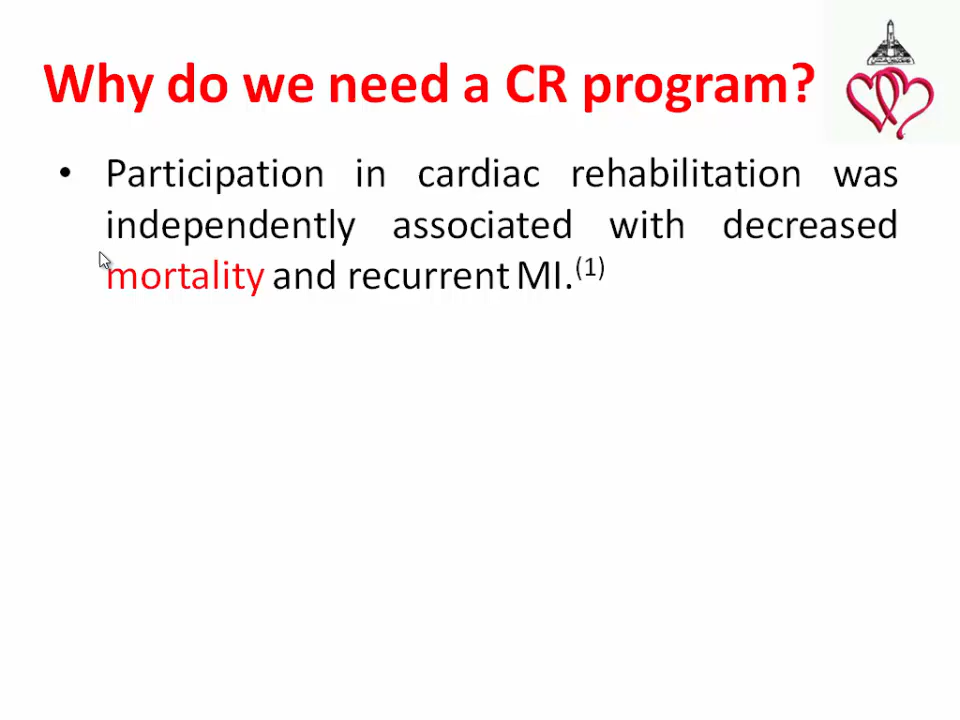 Why do we need a CR program?
• Participation in cardiac rehabilitation was
independently associated with decreased
mortality and recurrent MI.(1)